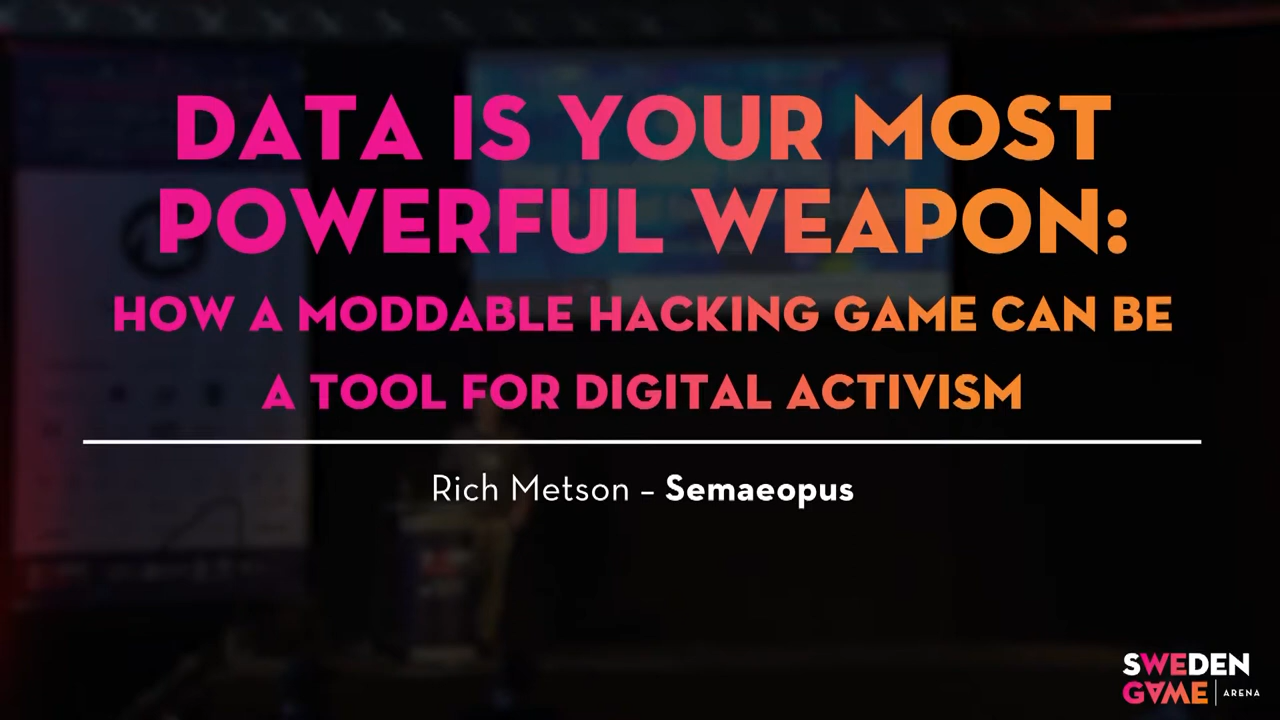 DATA IS YOUR MOST
POWERFUL WEAPON:
HOW A MODDABLE HACKING GAME CAN BE
A TOOL FOR DIGITAL ACTIVISM
Rich Metson – Semaeopus
SWEDEN
GAME | ARENA